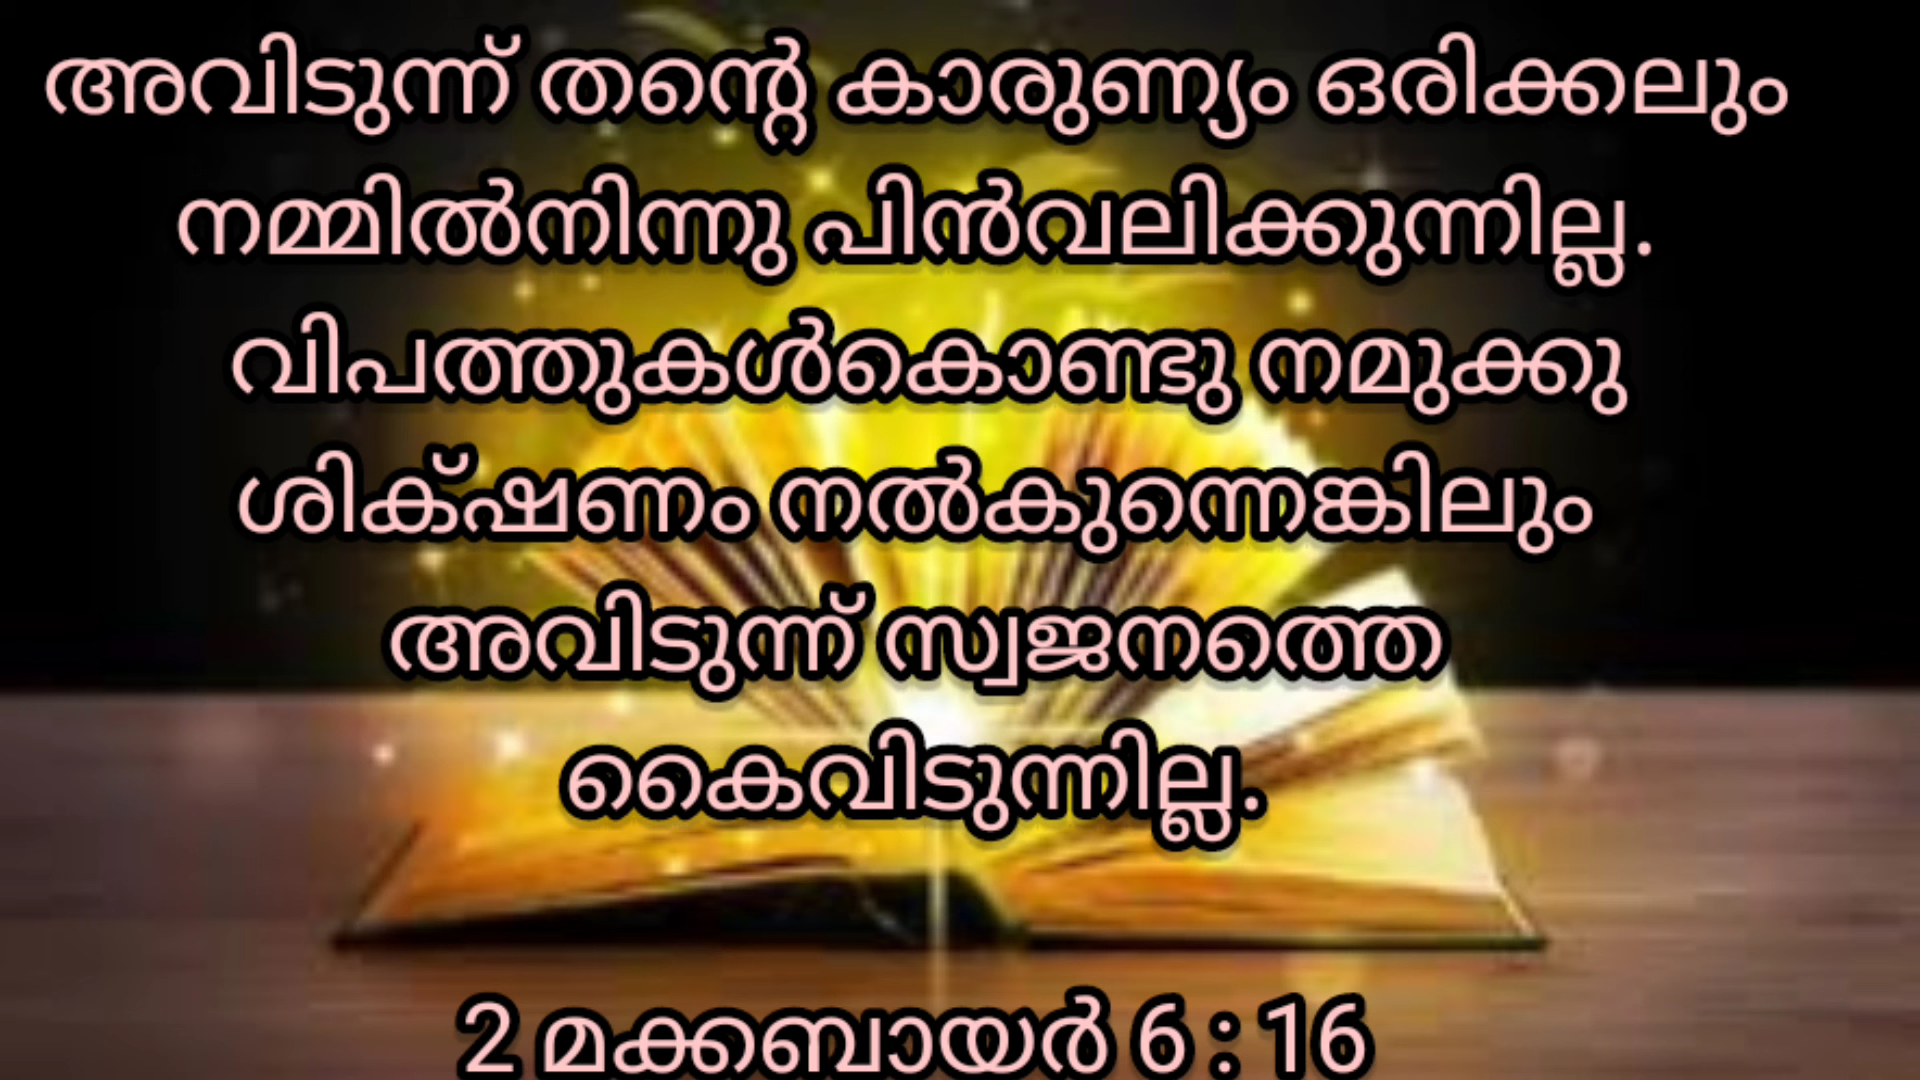 അവിടുന്ന് തന്റെ കാരുണ്യം ഒരിക്കലും
നമ്മിൽനിന്നു പിൻവലിക്കുന്നില്ല.
വിപത്തുകൾകൊണ്ടു നമുക്കു
ശിക്‌ഷണം നൽകുന്നെങ്കിലും
അവിടുന്ന് സ്വജനത്തെ
കൈവിടുന്നില്ല.
2 മക്കബായർ 6 : 16